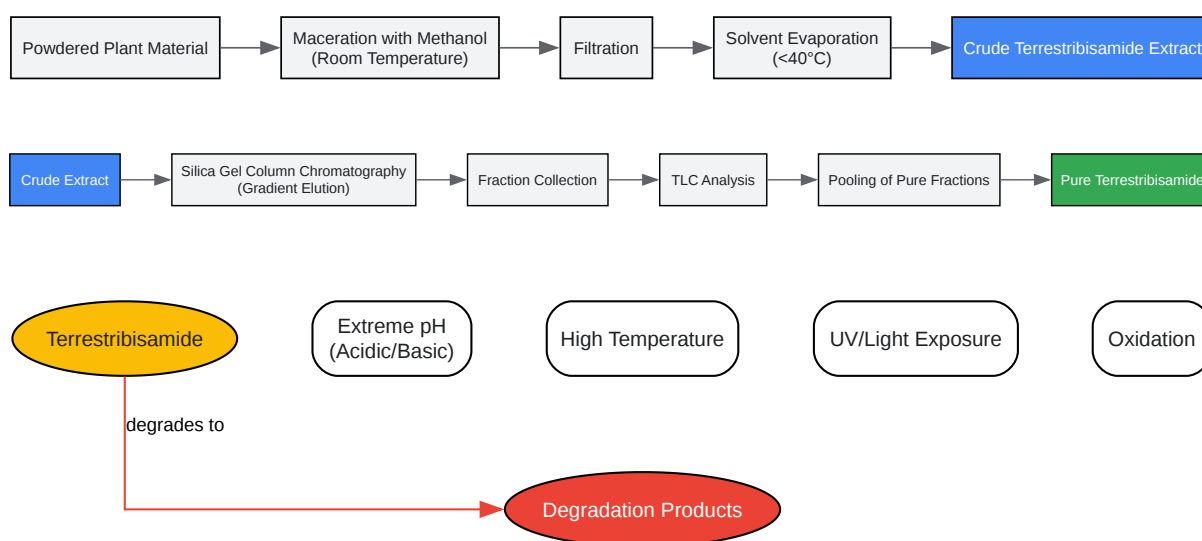 Powdered Plant Material
Maceration with Methanol
(Room Temperature)
Filtration
Solvent Evaporation
(<40°C)
Crude Terrestribisamide Extract
Crude Extract
Silica Gel Column Chromatography
(Gradient Elution)
Fraction Collection
TLC Analysis
Pooling of Pure Fractions
Pure Terrestribisamide
Terrestribisamide
Extreme pH
(Acidic/Basic)
High Temperature
UV/Light Exposure
Oxidation
degrades to
Degradation Products